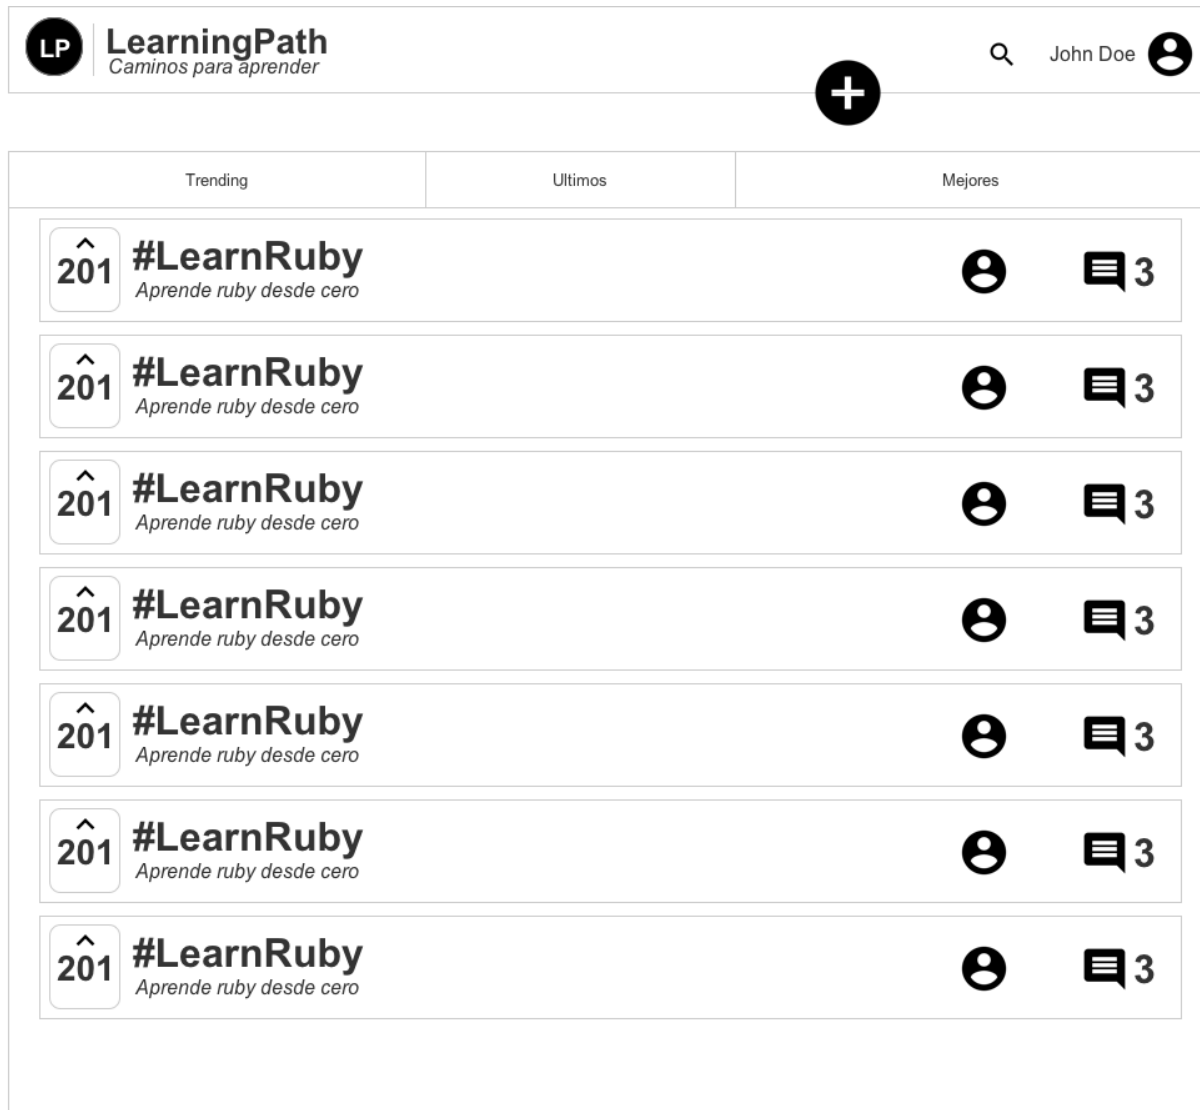 LP
LearningPath
Caminos para aprender
John Doe
Trending
Ultimos
Mejores
201
#LearnRuby
Aprende ruby desde cero
3
201
#LearnRuby
Aprende ruby desde cero
3
201
#LearnRuby
Aprende ruby desde cero
3
201
#LearnRuby
Aprende ruby desde cero
3
201
#LearnRuby
Aprende ruby desde cero
3
201
#LearnRuby
Aprende ruby desde cero
3
201
#LearnRuby
Aprende ruby desde cero
3